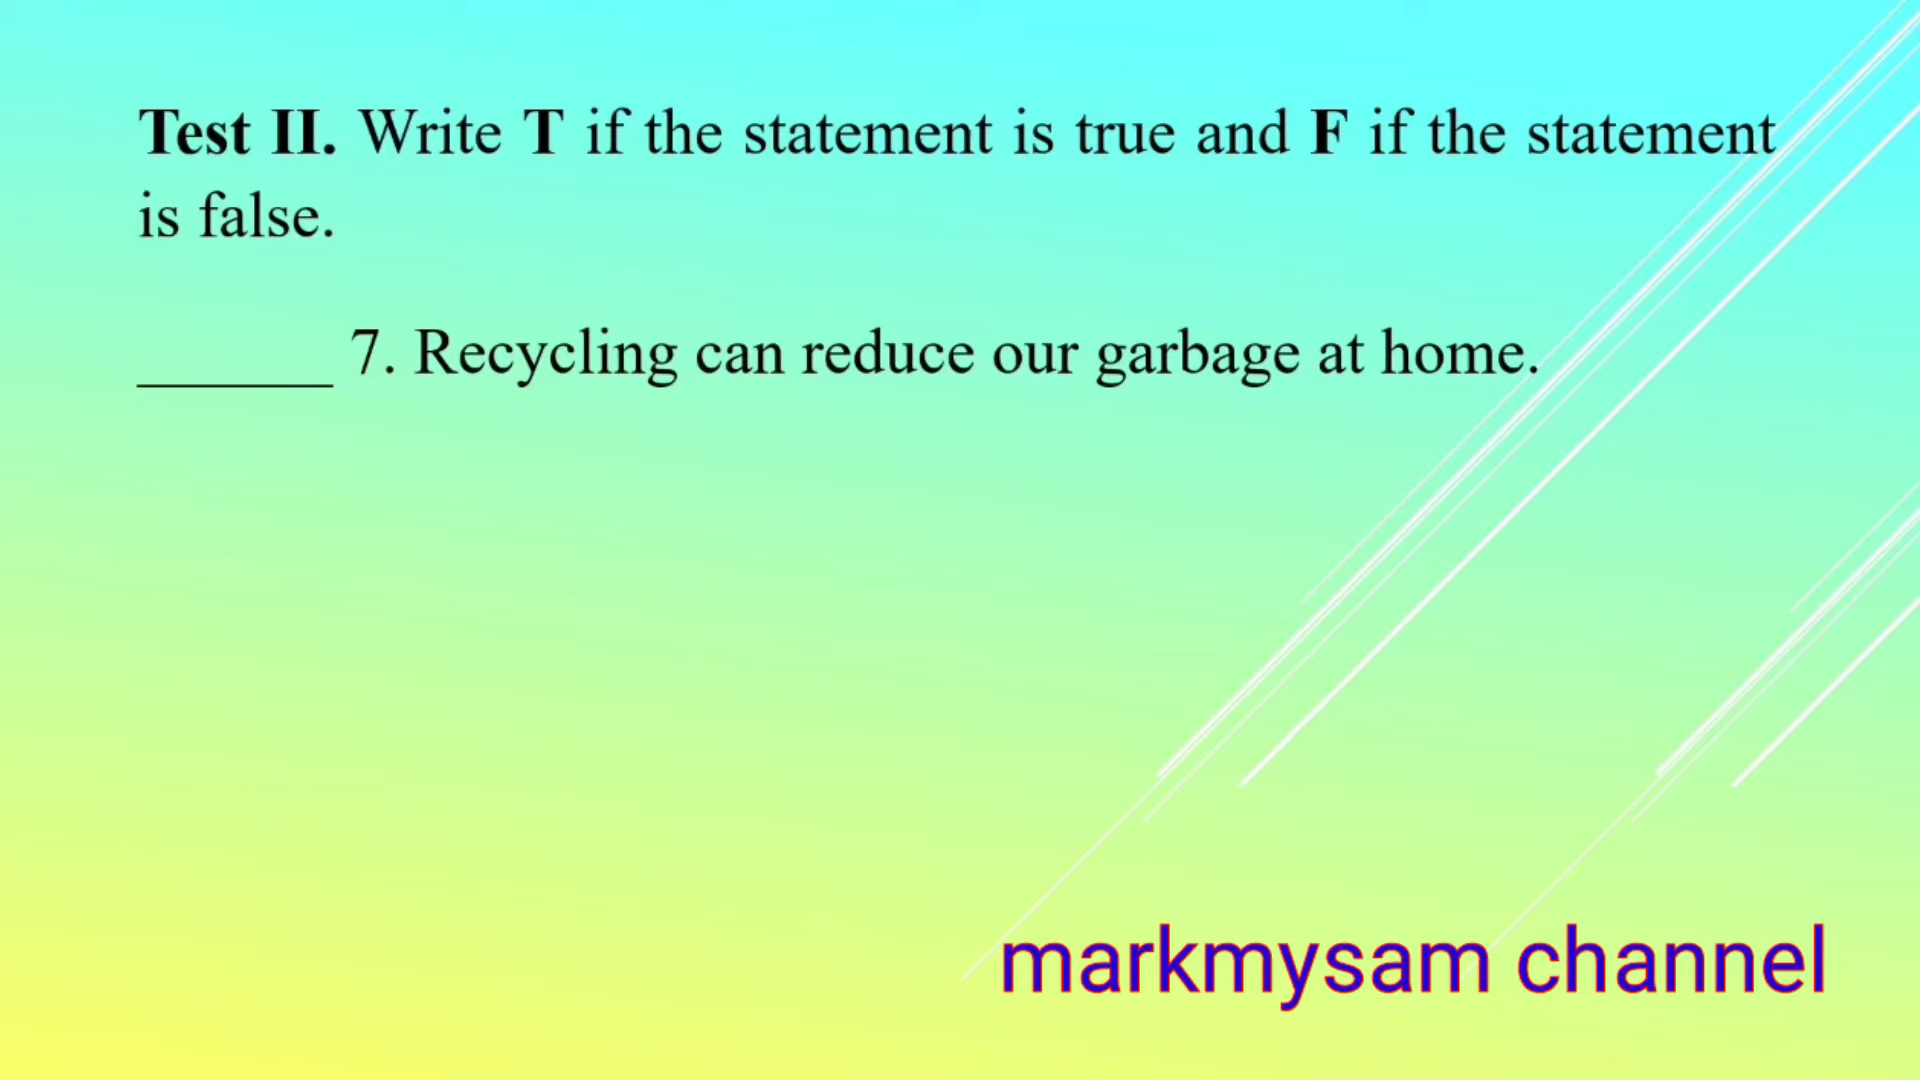 Test II. Write T if the statement is true and F if the statement
is false.
______ 7. Recycling can reduce our garbage at home.
markmysam channel